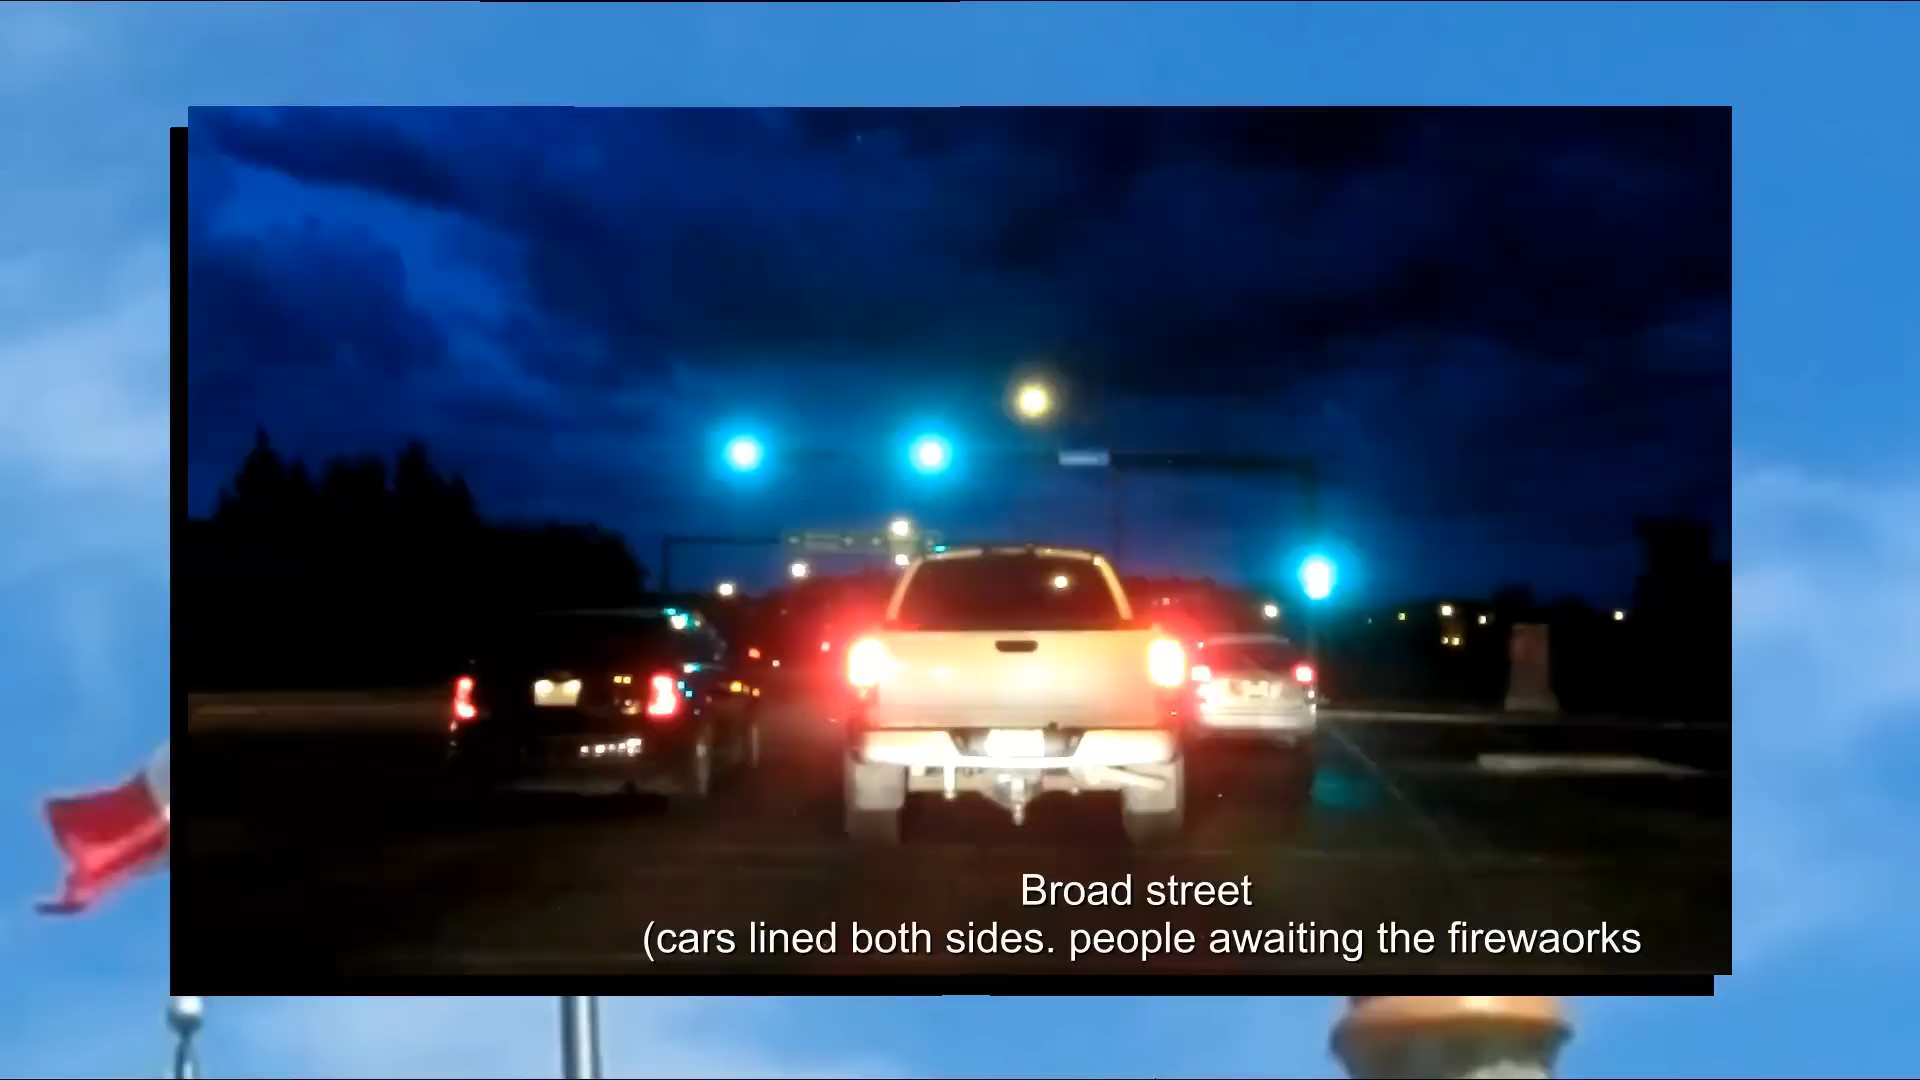 Broad street
(cars lined both sides. people awaiting the firewaorks